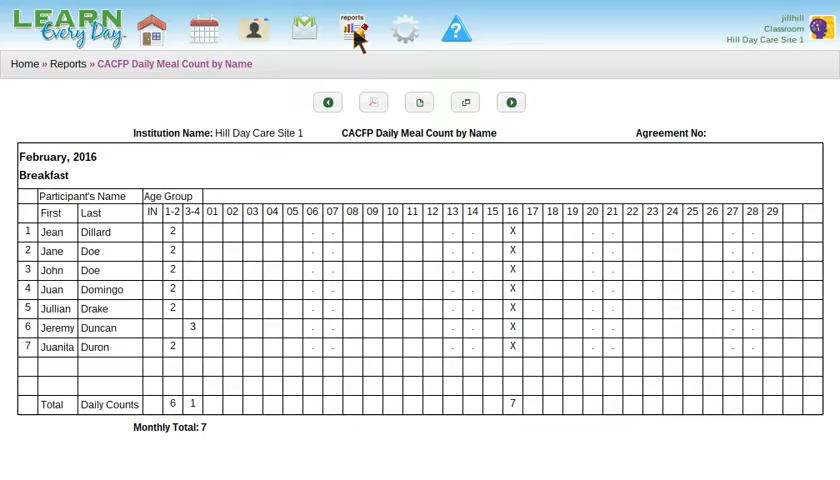 LEARN
Every Day
reports
jillhill
Classroom
Hill Day Care Site 1
Home » Reports » CACFP Daily Meal Count by Name
Institution Name: Hill Day Care Site 1 CACFP Daily Meal Count by Name Agreement No:
February, 2016
Breakfast
Participant's Name Age Group
First Last IN 1-2 3-4 01 02 03 04 05 06 07 08 09 10 11 12 13 14 15 16 17 18 19 20 21 22 23 24 25 26 27 28 29
1 Jean Dillard 2 . . . . X . . . .
2 Jane Doe 2 . . . . X . . . .
3 John Doe 2 . . . . X . . . .
4 Juan Domingo 2 . . . . X . . . .
5 Jullian Drake 2 . . . . X . . . .
6 Jeremy Duncan 3 . . . . X . . . .
7 Juanita Duron 2 . . . . X . . . .
Total Daily Counts 6 1 7
Monthly Total: 7